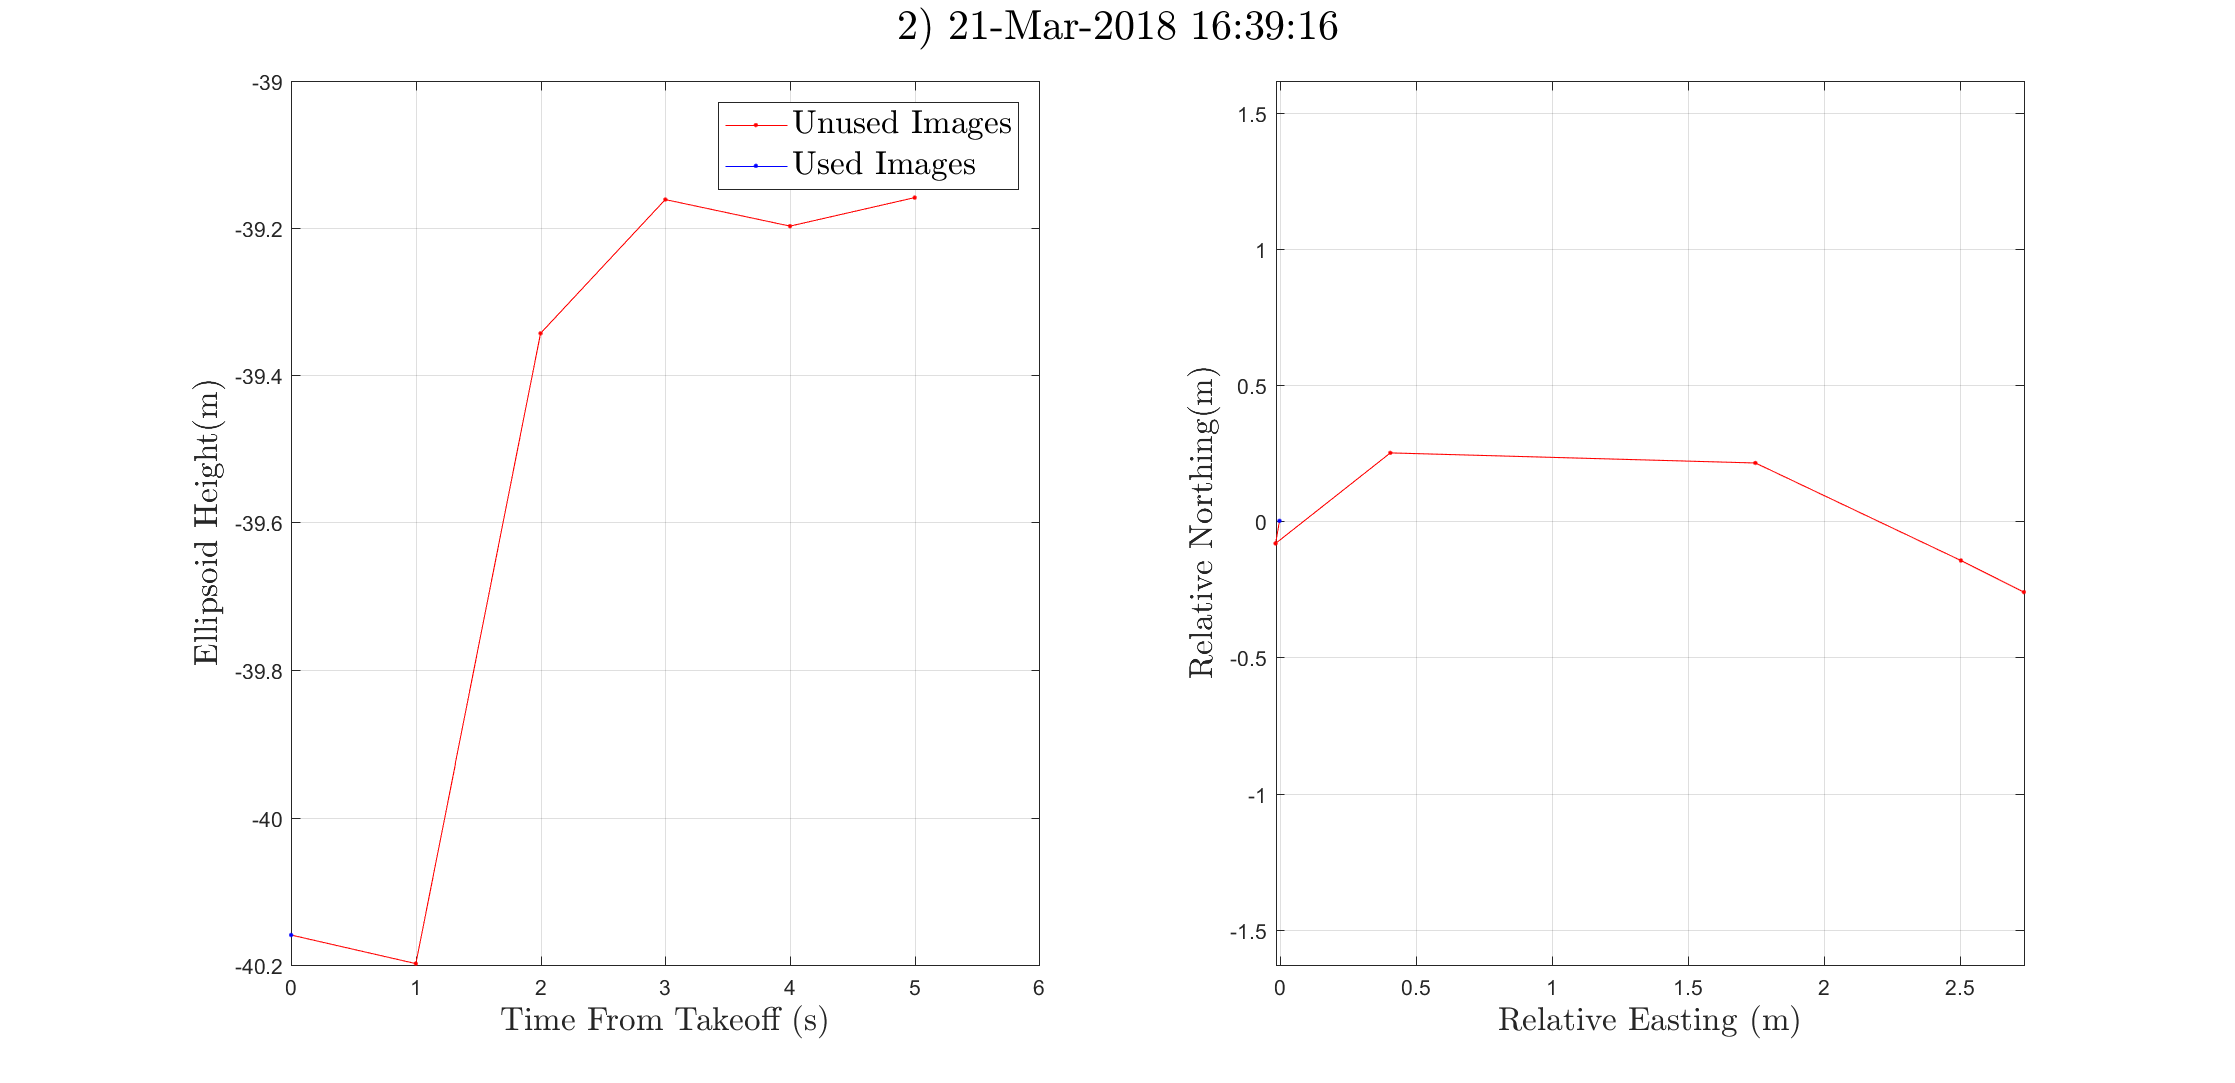 2) 21-Mar-2018 16:39:16
Ellipsoid Height(m)
-39
-39.2
-39.4
-39.6
-39.8
-40
-40.2
0 1 2 3 4 5 6
Time From Takeoff (s)
Unused Images
Used Images
Relative Northing(m)
1.5
1
0.5
0
-0.5
-1
-1.5
0 0.5 1 1.5 2 2.5
Relative Easting (m)